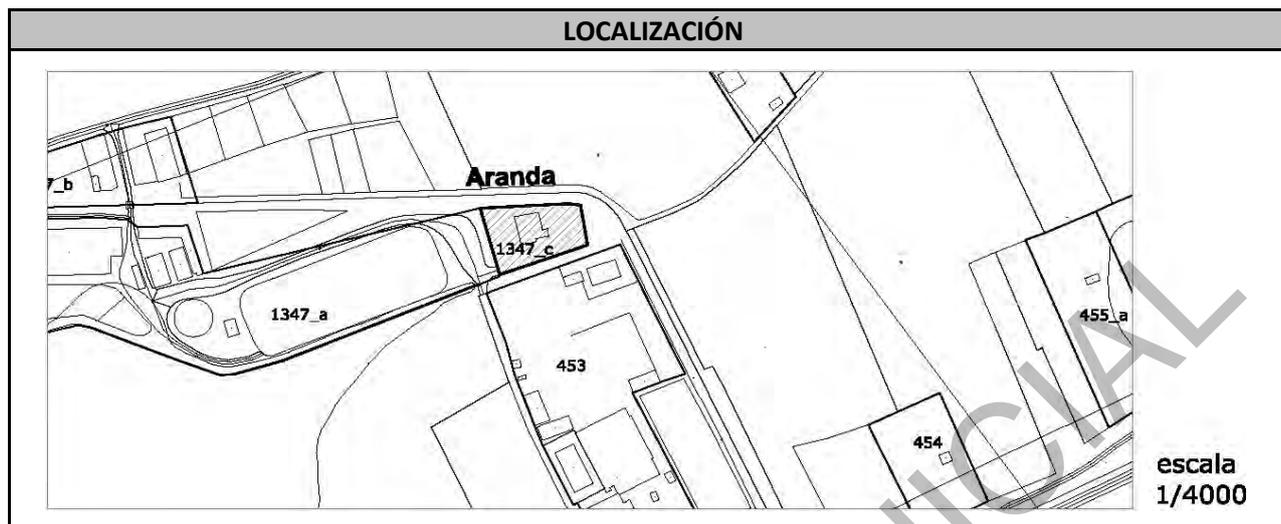 LOCALIZACIÓN
Aranda
7_b
1347_c
1347_a
455_a
453
454
escala
1/4000